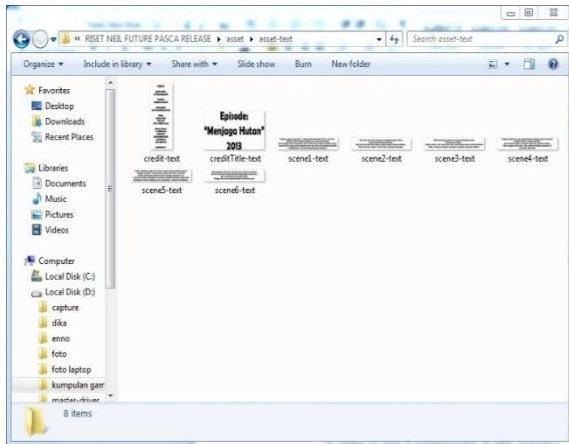 « RISET NEIL FUTURE PASCA RELEASE ▸ asset ▸ asset-text
Search asset-text
Organize
Include in library
Share with
Slide show
Burn
New folder
Favorites
Desktop
Downloads
Recent Places
Libraries
Documents
Music
Pictures
Videos
Computer
Local Disk (C:)
Local Disk (D:)
capture
dika
enno
foto
foto laptop
kumpulan gam
master-driver
Episode:
"Menjaga Hutan"
2013
credit-text
creditTitle-text
scene1-text
scene2-text
scene3-text
scene4-text
scene5-text
scene6-text
8 items